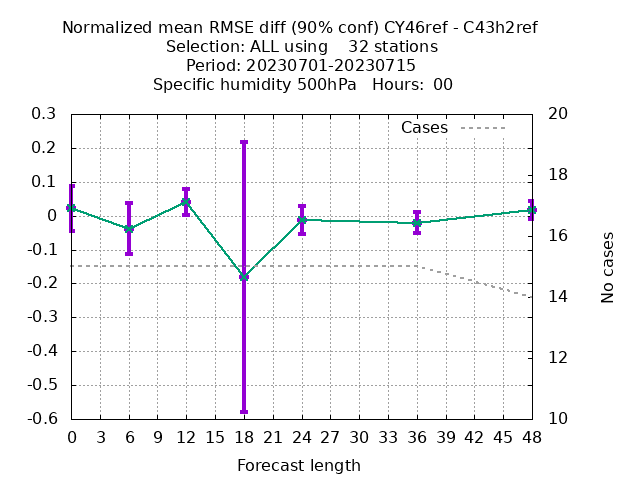 Normalized mean RMSE diff (90% conf) CY46ref - C43h2ref
Selection: ALL using    32 stations
Period: 20230701-20230715
Specific humidity 500hPa   Hours:  00
Cases
0.3
0.2
0.1
0
-0.1
-0.2
-0.3
-0.4
-0.5
-0.6
20
18
16
14
12
10
No cases
0 3 6 9 12 15 18 21 24 27 30 33 36 39 42 45 48
Forecast length